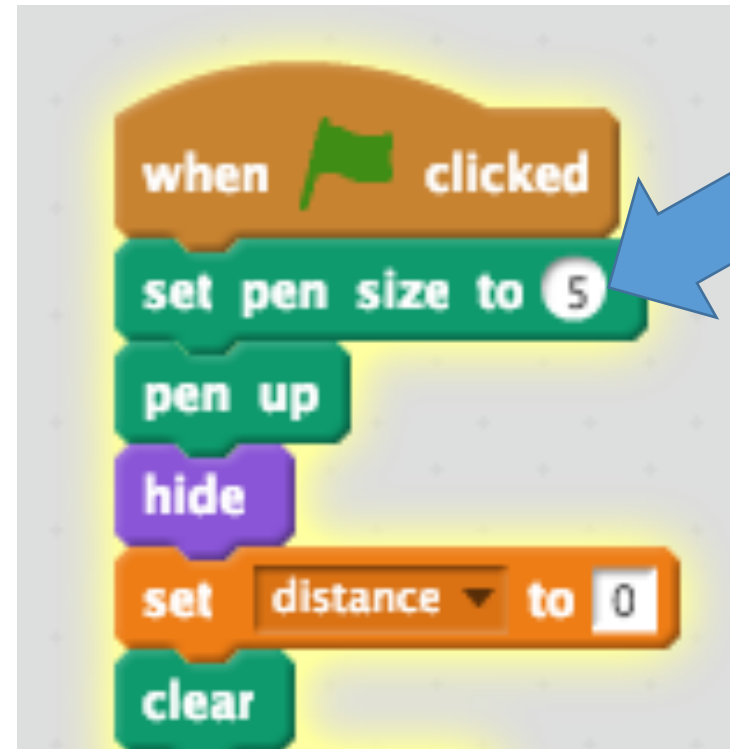 when clicked
set pen size to 5
pen up
hide
set distance to 0
clear